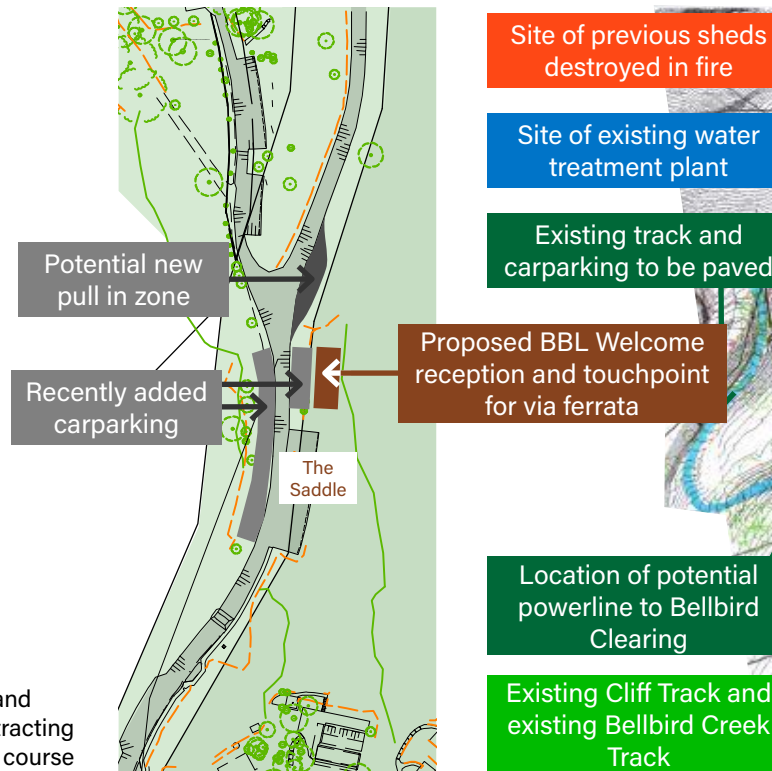 Site of previous sheds
destroyed in fire
Site of existing water
treatment plant
Existing track and
carparking to be paved
Potential new
pull in zone
Proposed BBL Welcome
reception and touchpoint
for via ferrata
Recently added
carparking
The
Saddle
Location of potential
powerline to Bellbird
Clearing
Existing Cliff Track and
existing Bellbird Creek
Track
and
tracting
course